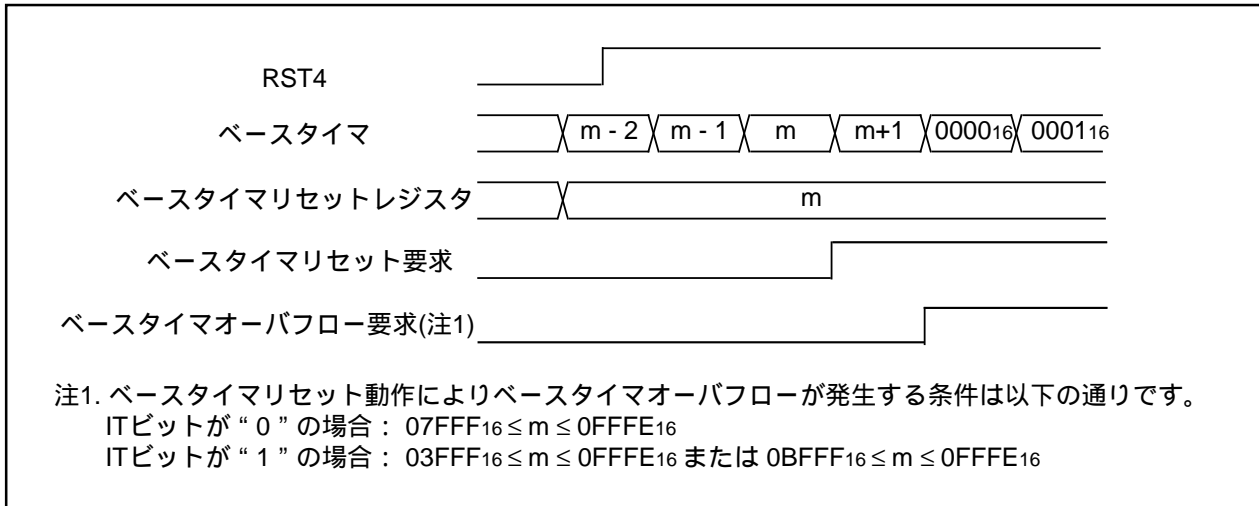 RST4
ベースタイマ m - 2 m - 1 m m+1 000016 000116
ベースタイマリセットレジスタ m
ベースタイマリセット要求
ベースタイマオーバフロー要求(注1)
注1. ベースタイマリセット動作によりベースタイマオーバフローが発生する条件は以下の通りです。
ITビットが “ 0 ” の場合： 07FFF16 ≤ m ≤ 0FFFE16
ITビットが “ 1 ” の場合： 03FFF16 ≤ m ≤ 0FFFE16 または 0BFFF16 ≤ m ≤ 0FFFE16